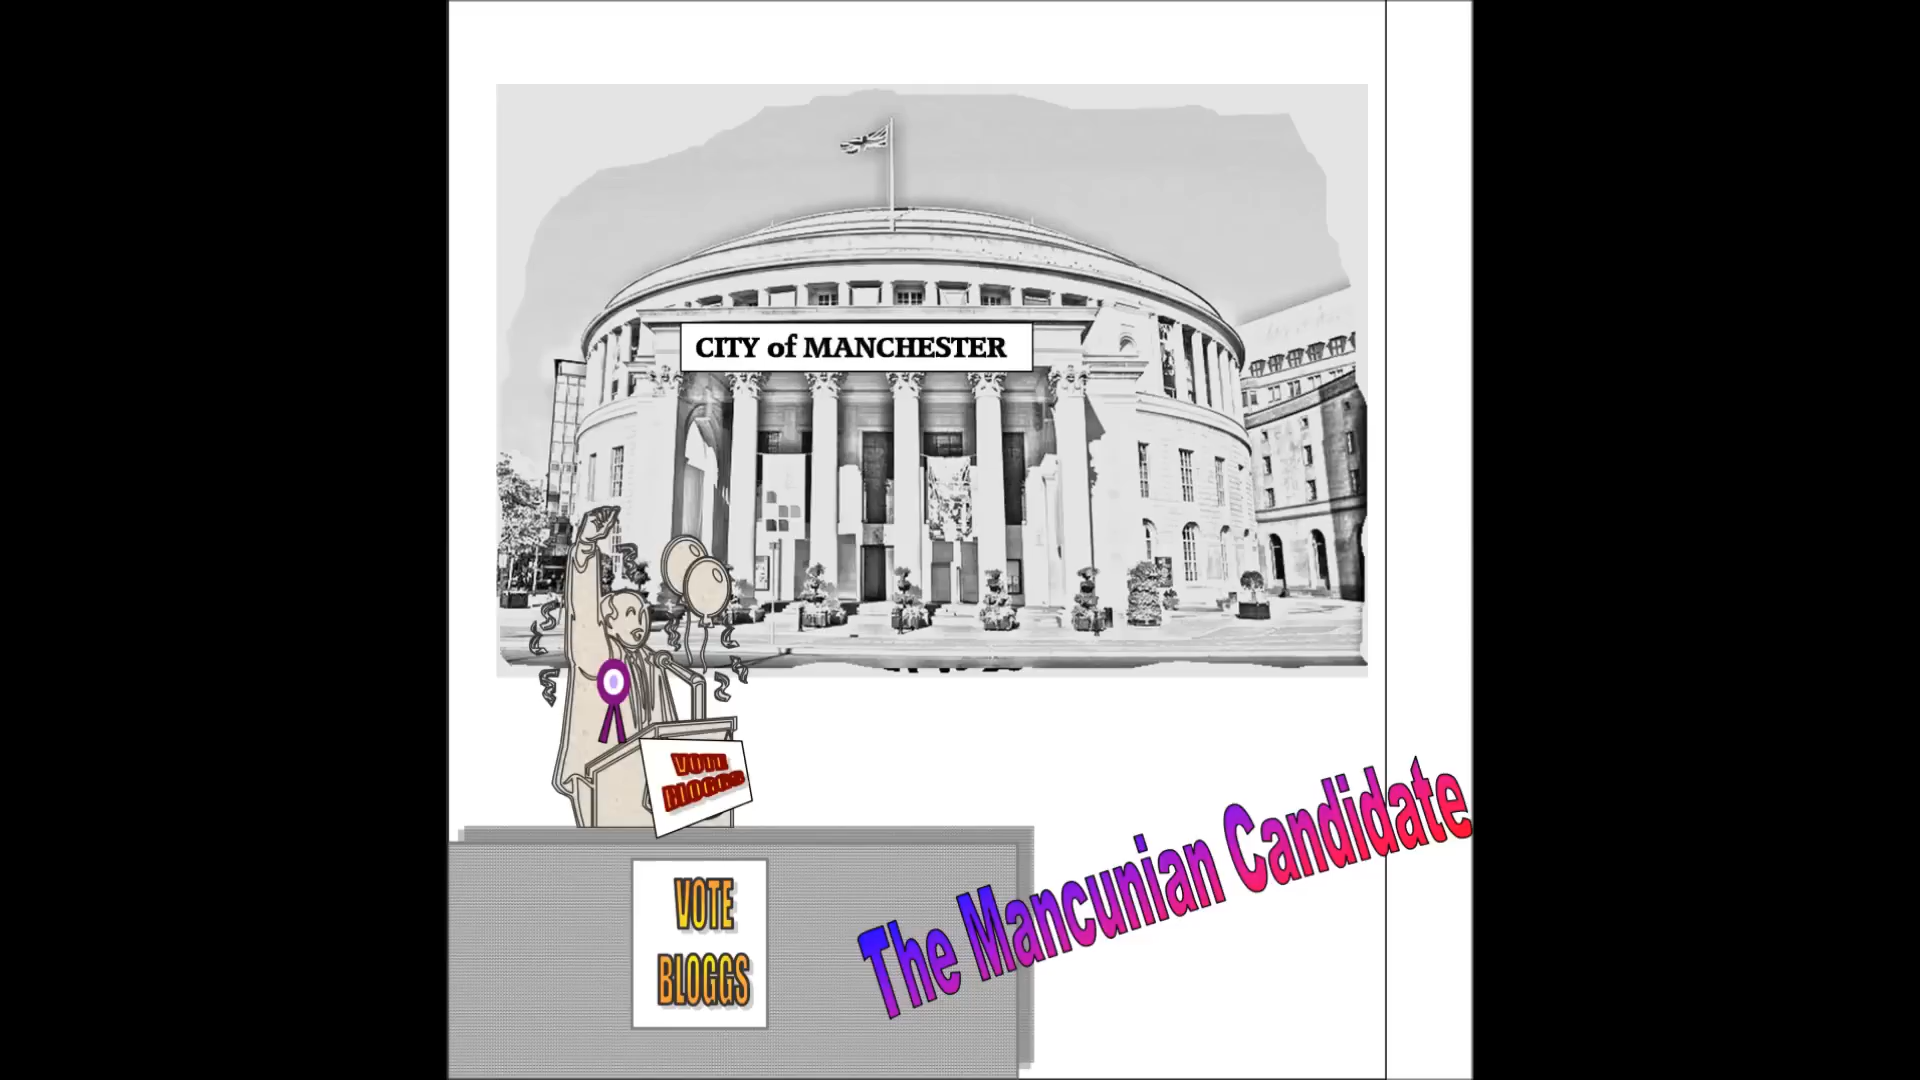 CITY of MANCHESTER
VOTE
BLOGGS
VOTE
BLOGGS
The Mancunian Candidate